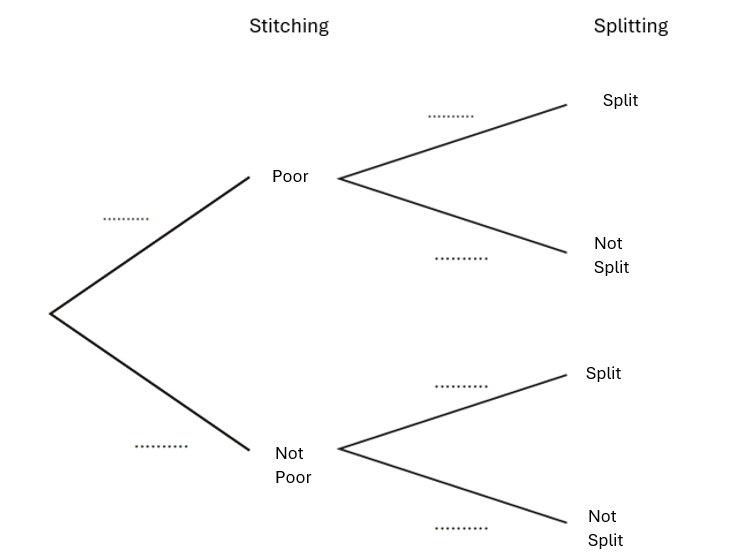 Stitching
Splitting
..........
Split
Poor
..........
Not
Split
..........
..........
Split
..........
Not
Poor
..........
Not
Split